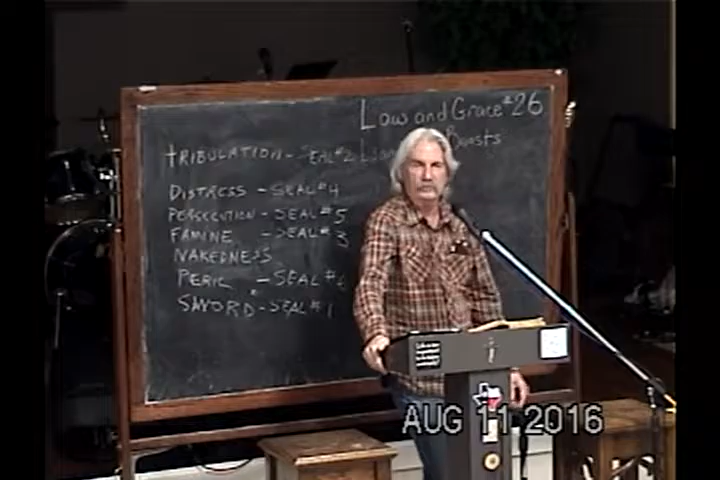 Law and Grace #26
TRIBULATION - SEAL #2
Boasts
DISTRESS - SEAL #4
PERSECUTION - SEAL #5
FAMINE - SEAL #3
NAKEDNESS
PERIL - SEAL #6
SWORD - SEAL #1
AUG 11 2016